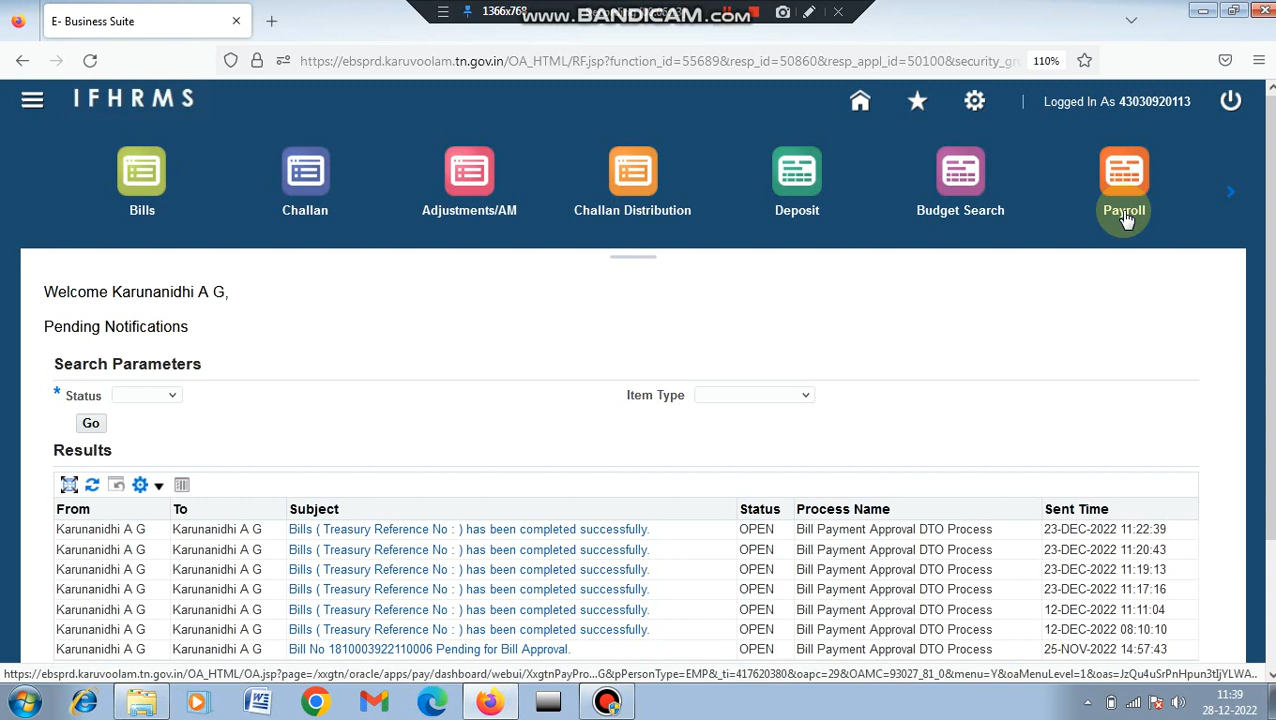 E- Business Suite
1366x768
www.BANDICAM.com
https://ebsprd.karuvoolam.tn.gov.in/OA_HTML/RF.jsp?function_id=55689&resp_id=50860&resp_appl_id=50100&security_gr
110%
IFHRMS
Logged In As 43030920113
Bills
Challan
Adjustments/AM
Challan Distribution
Deposit
Budget Search
Payroll
Welcome Karunanidhi A G,
Pending Notifications
Search Parameters
* Status
Item Type
Go
Results
From To Subject Status Process Name Sent Time
Karunanidhi A G Karunanidhi A G Bills ( Treasury Reference No : ) has been completed successfully. OPEN Bill Payment Approval DTO Process 23-DEC-2022 11:22:39
Karunanidhi A G Karunanidhi A G Bills ( Treasury Reference No : ) has been completed successfully. OPEN Bill Payment Approval DTO Process 23-DEC-2022 11:20:43
Karunanidhi A G Karunanidhi A G Bills ( Treasury Reference No : ) has been completed successfully. OPEN Bill Payment Approval DTO Process 23-DEC-2022 11:19:13
Karunanidhi A G Karunanidhi A G Bills ( Treasury Reference No : ) has been completed successfully. OPEN Bill Payment Approval DTO Process 23-DEC-2022 11:17:16
Karunanidhi A G Karunanidhi A G Bills ( Treasury Reference No : ) has been completed successfully. OPEN Bill Payment Approval DTO Process 12-DEC-2022 11:11:04
Karunanidhi A G Karunanidhi A G Bills ( Treasury Reference No : ) has been completed successfully. OPEN Bill Payment Approval DTO Process 12-DEC-2022 08:10:10
Karunanidhi A G Karunanidhi A G Bill No 1810003922110006 Pending for Bill Approval. OPEN Bill Payment Approval DTO Process 25-NOV-2022 14:57:43
11:39
28-12-2022